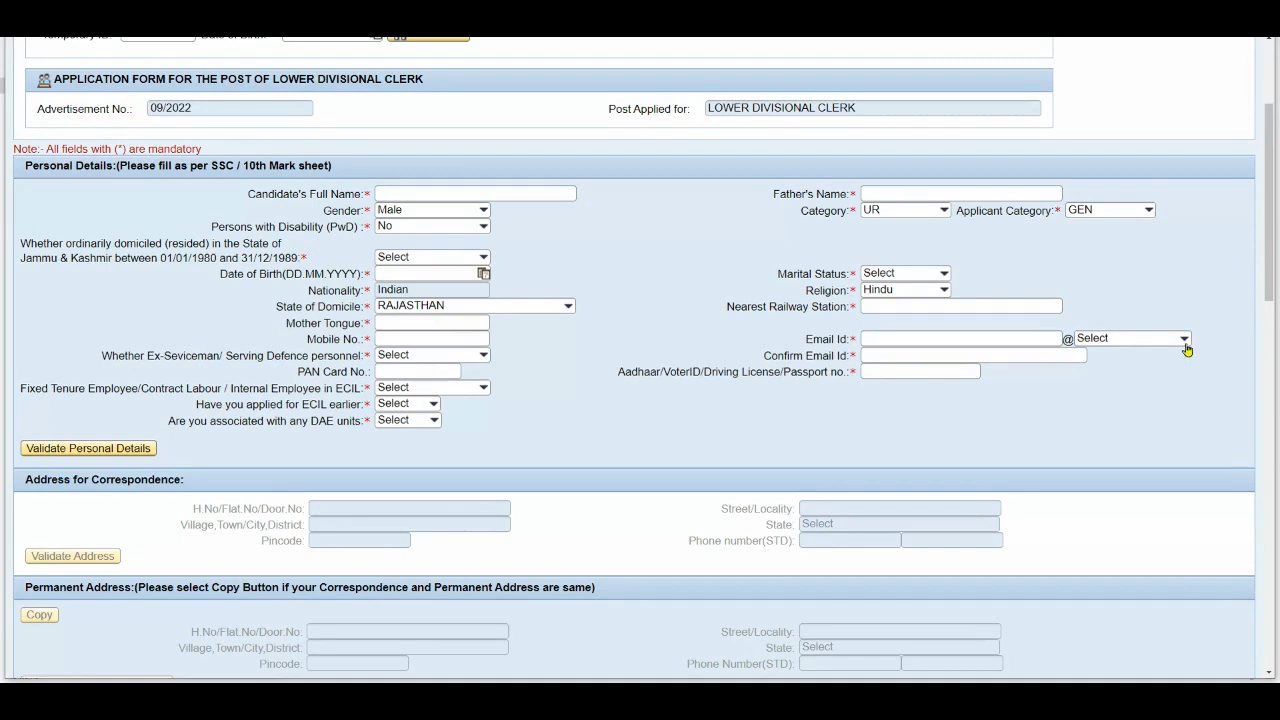 Temporary ID: Date of Birth:
APPLICATION FORM FOR THE POST OF LOWER DIVISIONAL CLERK
Advertisement No.: 09/2022 Post Applied for: LOWER DIVISIONAL CLERK
Note:- All fields with (*) are mandatory
Personal Details:(Please fill as per SSC / 10th Mark sheet)
Candidate's Full Name:* Father's Name:*
Gender:* Male Category:* UR Applicant Category:* GEN
Persons with Disability (PwD) :* No
Whether ordinarily domiciled (resided) in the State of
Jammu & Kashmir between 01/01/1980 and 31/12/1989:* Select
Date of Birth(DD.MM.YYYY):* Marital Status:* Select
Nationality:* Indian Religion:* Hindu
State of Domicile:* RAJASTHAN Nearest Railway Station:*
Mother Tongue:*
Mobile No.:* Email Id:* @ Select
Whether Ex-Seviceman/ Serving Defence personnel:* Select Confirm Email Id:*
PAN Card No.: Aadhaar/VoterID/Driving License/Passport no.:*
Fixed Tenure Employee/Contract Labour / Internal Employee in ECIL:* Select
Have you applied for ECIL earlier:* Select
Are you associated with any DAE units:* Select
Validate Personal Details
Address for Correspondence:
H.No/Flat.No/Door.No: Street/Locality:
Village,Town/City,District: State: Select
Pincode: Phone number(STD):
Validate Address
Permanent Address:(Please select Copy Button if your Correspondence and Permanent Address are same)
Copy
H.No/Flat.No/Door.No: Street/Locality:
Village,Town/City,District: State: Select
Pincode: Phone Number(STD):